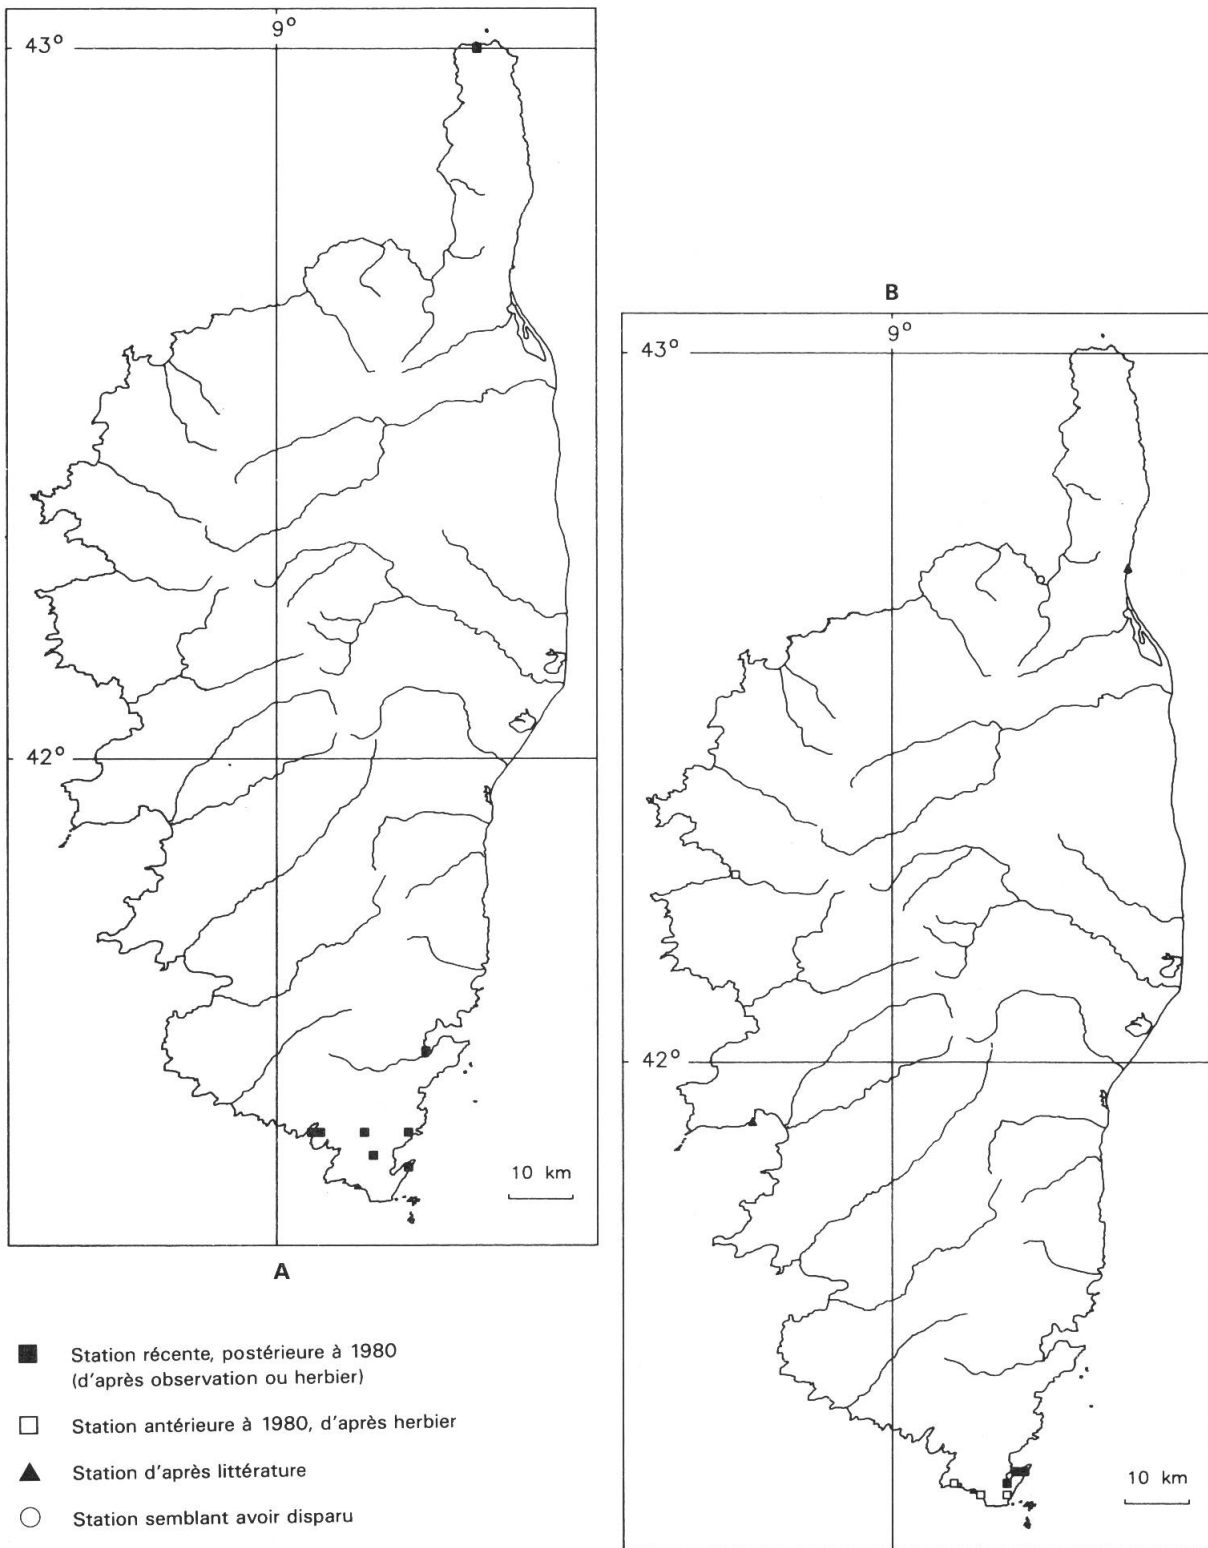 9°
43°
42°
10 km
A
B
9°
43°
42°
10 km
Station récente, postérieure à 1980
(d'après observation ou herbier)
Station antérieure à 1980, d'après herbier
Station d'après littérature
Station semblant avoir disparu